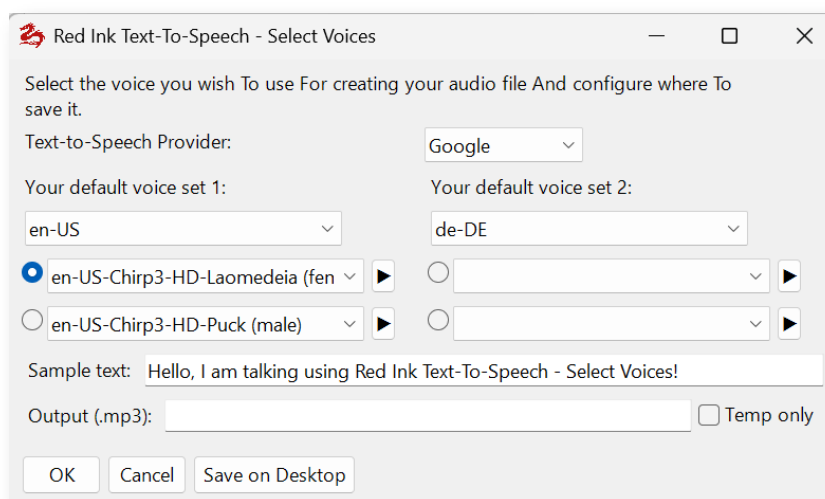 Red Ink Text-To-Speech - Select Voices
Select the voice you wish To use For creating your audio file And configure where To
save it.
Text-to-Speech Provider:
Google
Your default voice set 1:
Your default voice set 2:
en-US
de-DE
en-US-Chirp3-HD-Laomedeia (fen
en-US-Chirp3-HD-Puck (male)
Sample text: Hello, I am talking using Red Ink Text-To-Speech - Select Voices!
Output (.mp3):
Temp only
OK Cancel Save on Desktop